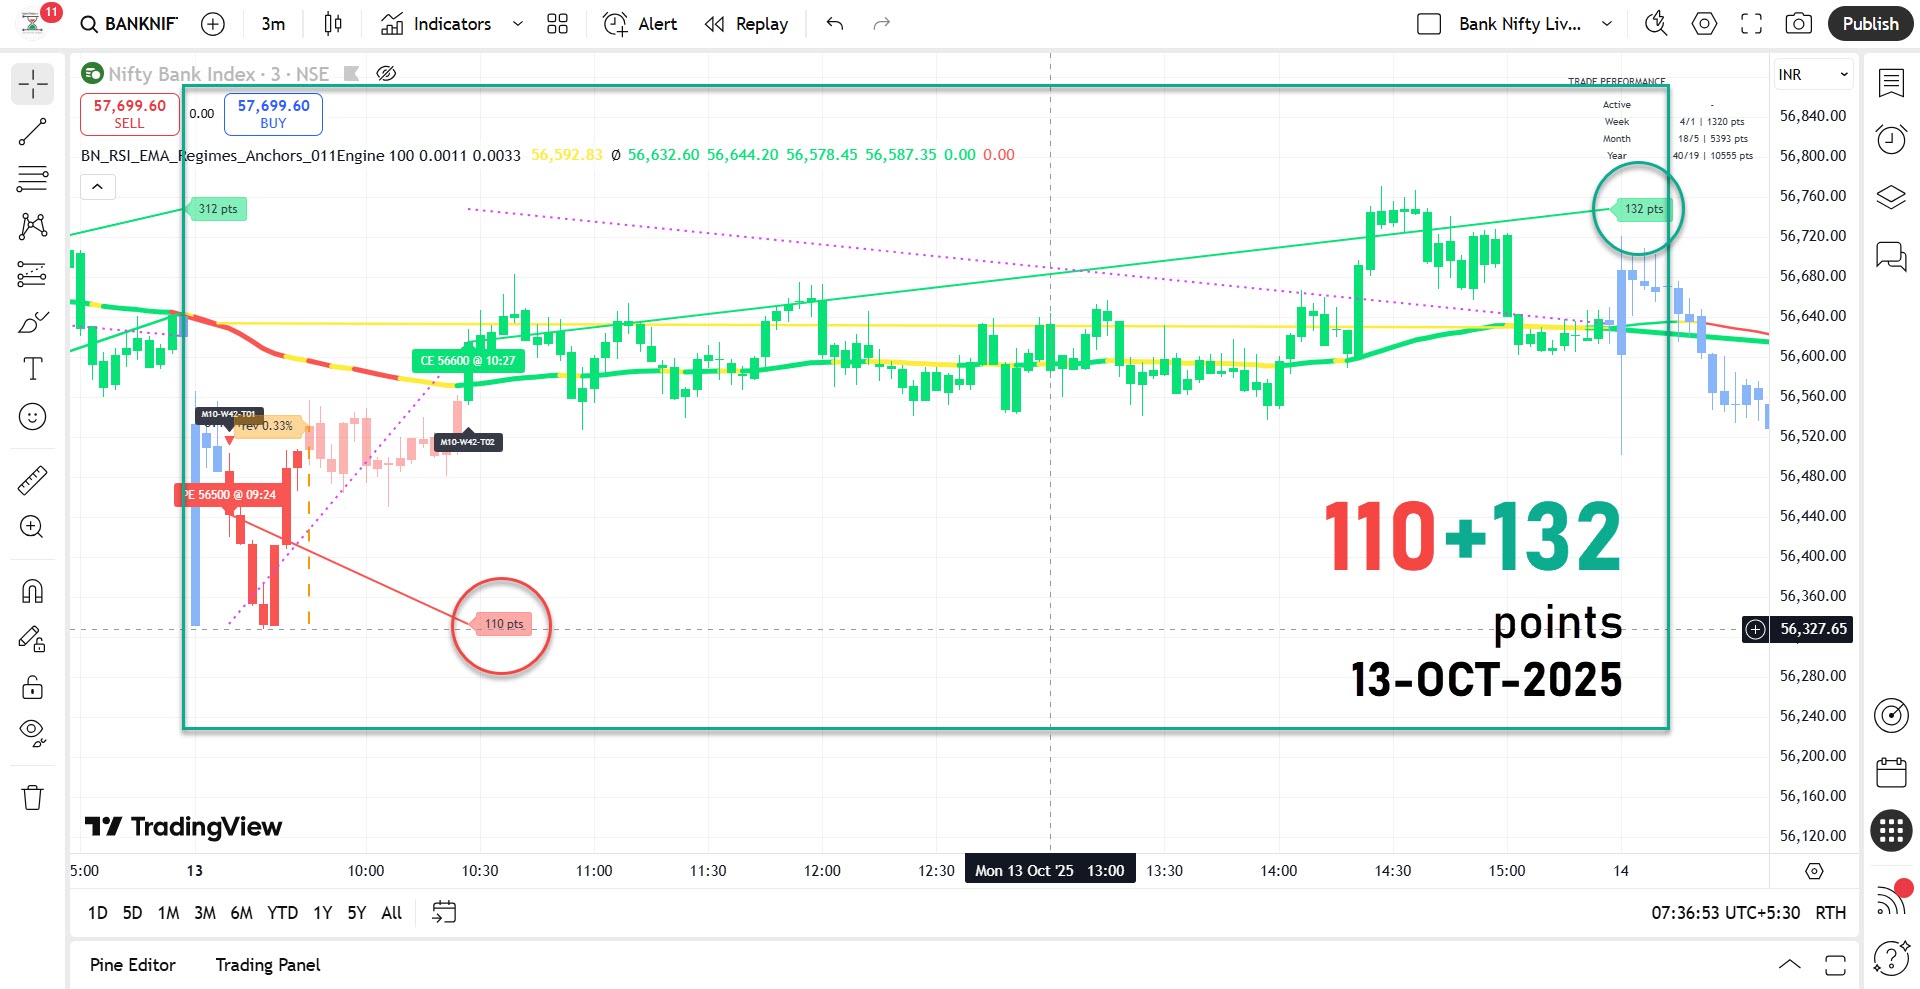 11
BANKNIF
3m
Indicators
Alert
Replay
Bank Nifty Liv...
Publish
Nifty Bank Index · 3 · NSE
INR
TRADE PERFORMANCE
57,699.60
SELL
0.00
57,699.60
BUY
Active -
Week 4/1 | 1320 pts
Month 18/5 | 5393 pts
Year 40/19 | 10555 pts
BN_RSI_EMA_Regimes_Anchors_011Engine 100 0.0011 0.0033 56,592.83 Ø 56,632.60 56,644.20 56,578.45 56,587.35 0.00 0.00
56,840.00
56,800.00
56,760.00
56,720.00
56,680.00
56,640.00
56,600.00
56,560.00
56,520.00
56,480.00
56,440.00
56,400.00
56,360.00
56,327.65
56,280.00
56,240.00
56,200.00
56,160.00
56,120.00
312 pts
132 pts
CE 56600 @ 10:27
M10-W42-T01
rev 0.33%
M10-W42-T02
PE 56500 @ 09:24
110 pts
110+132
points
13-OCT-2025
TradingView
5:00 13 10:00 10:30 11:00 11:30 12:00 12:30 Mon 13 Oct '25 13:00 13:30 14:00 14:30 15:00 14
1D 5D 1M 3M 6M YTD 1Y 5Y All
07:36:53 UTC+5:30 RTH
Pine Editor Trading Panel